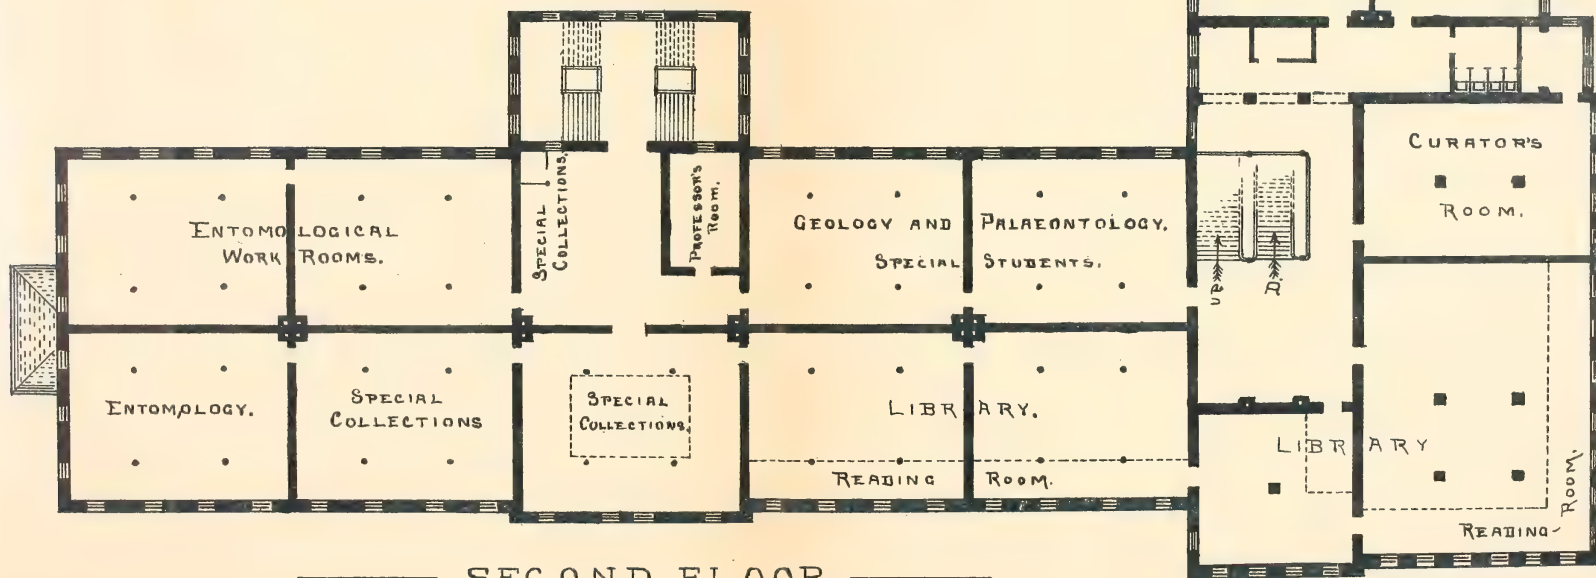 ENTOMOLOGICAL
WORK ROOMS.
SPECIAL
COLLECTIONS.
PROFESSOR'S
ROOM.
GEOLOGY AND PALAEONTOLOGY.
SPECIAL STUDENTS.
UP.
D.
CURATOR'S
ROOM.
ENTOMOLOGY.
SPECIAL
COLLECTIONS
SPECIAL
COLLECTIONS.
LIBRARY.
READING ROOM.
LIBRARY
READING-
ROOM.
SECOND FLOOR